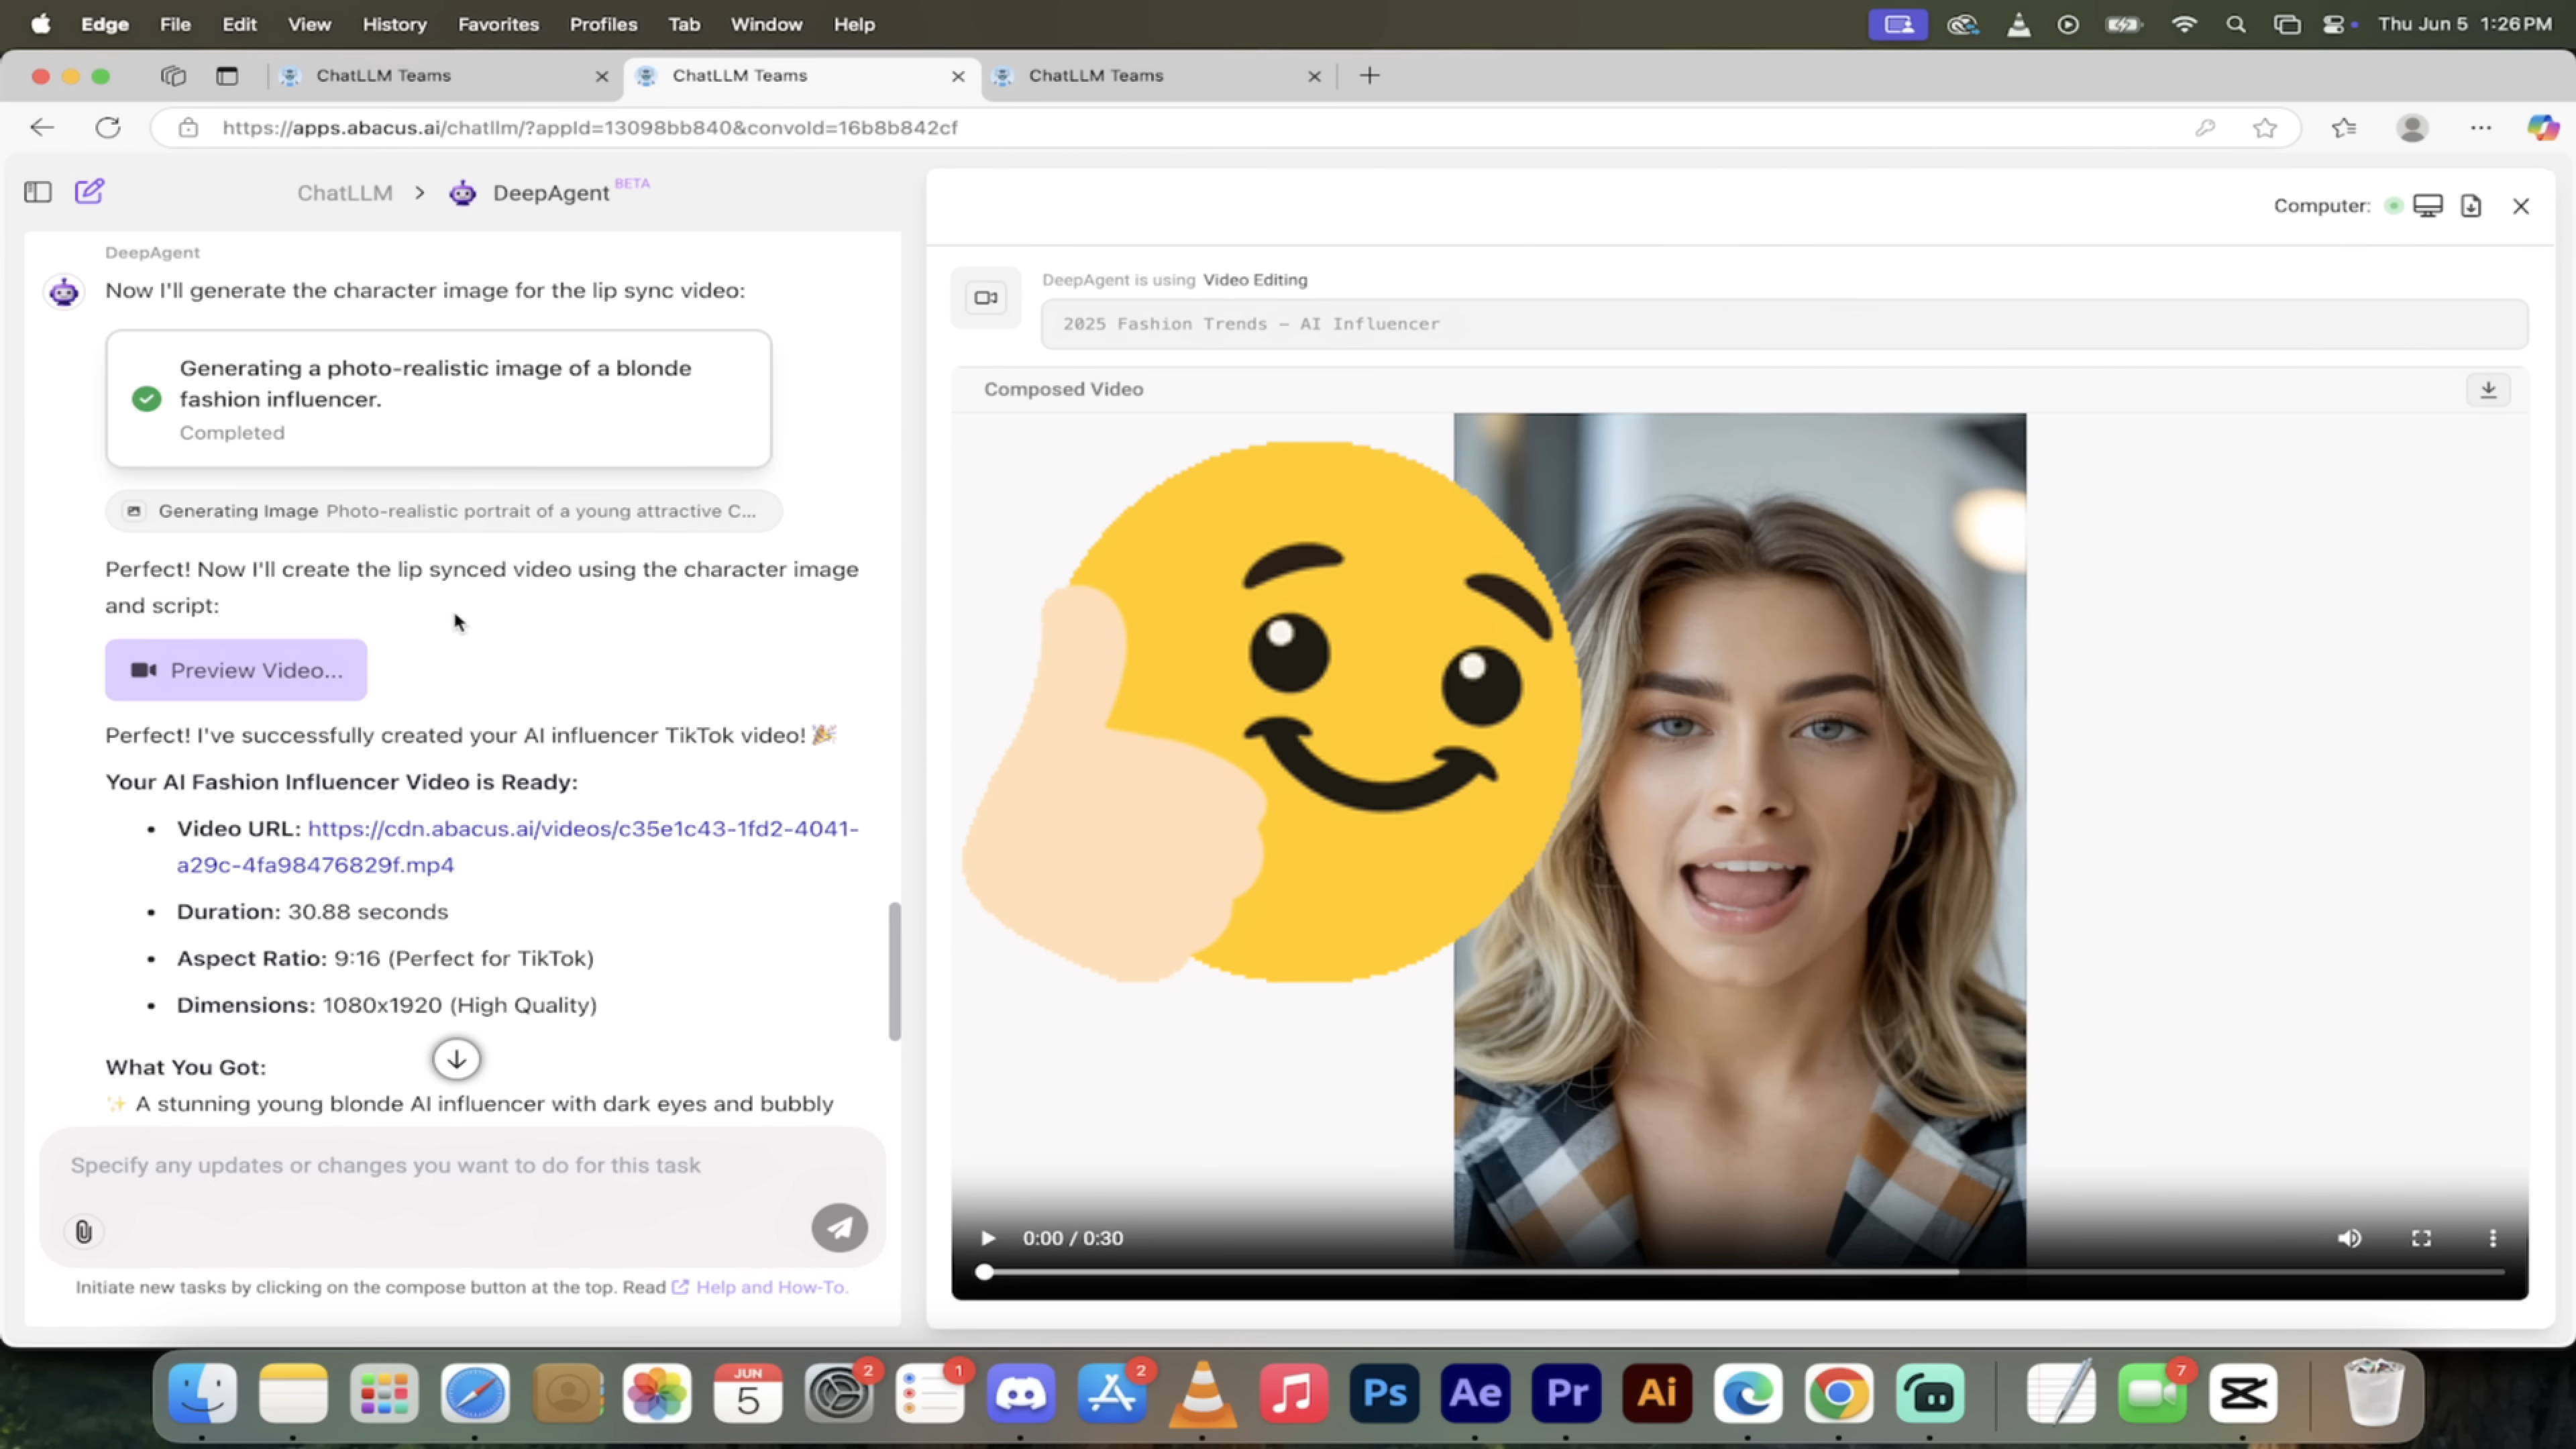 Edge File Edit View History Favorites Profiles Tab Window Help
Thu Jun 5 1:26 PM
ChatLLM Teams
ChatLLM Teams
ChatLLM Teams
https://apps.abacus.ai/chatllm/?appId=13098bb840&convoId=16b8b842cf
ChatLLM > DeepAgent BETA
DeepAgent
Now I'll generate the character image for the lip sync video:
Generating a photo-realistic image of a blonde
fashion influencer.
Completed
Generating Image Photo-realistic portrait of a young attractive C...
Perfect! Now I'll create the lip synced video using the character image
and script:
Preview Video...
Perfect! I've successfully created your AI influencer TikTok video! 🎉
Your AI Fashion Influencer Video is Ready:
• Video URL: https://cdn.abacus.ai/videos/c35e1c43-1fd2-4041-
a29c-4fa98476829f.mp4
• Duration: 30.88 seconds
• Aspect Ratio: 9:16 (Perfect for TikTok)
• Dimensions: 1080x1920 (High Quality)
What You Got:
✨ A stunning young blonde AI influencer with dark eyes and bubbly
Specify any updates or changes you want to do for this task
Initiate new tasks by clicking on the compose button at the top. Read Help and How-To.
Computer:
DeepAgent is using Video Editing
2025 Fashion Trends – AI Influencer
Composed Video
0:00 / 0:30
JUN
5
2
1
2
Ps
Ae
Pr
Ai
7